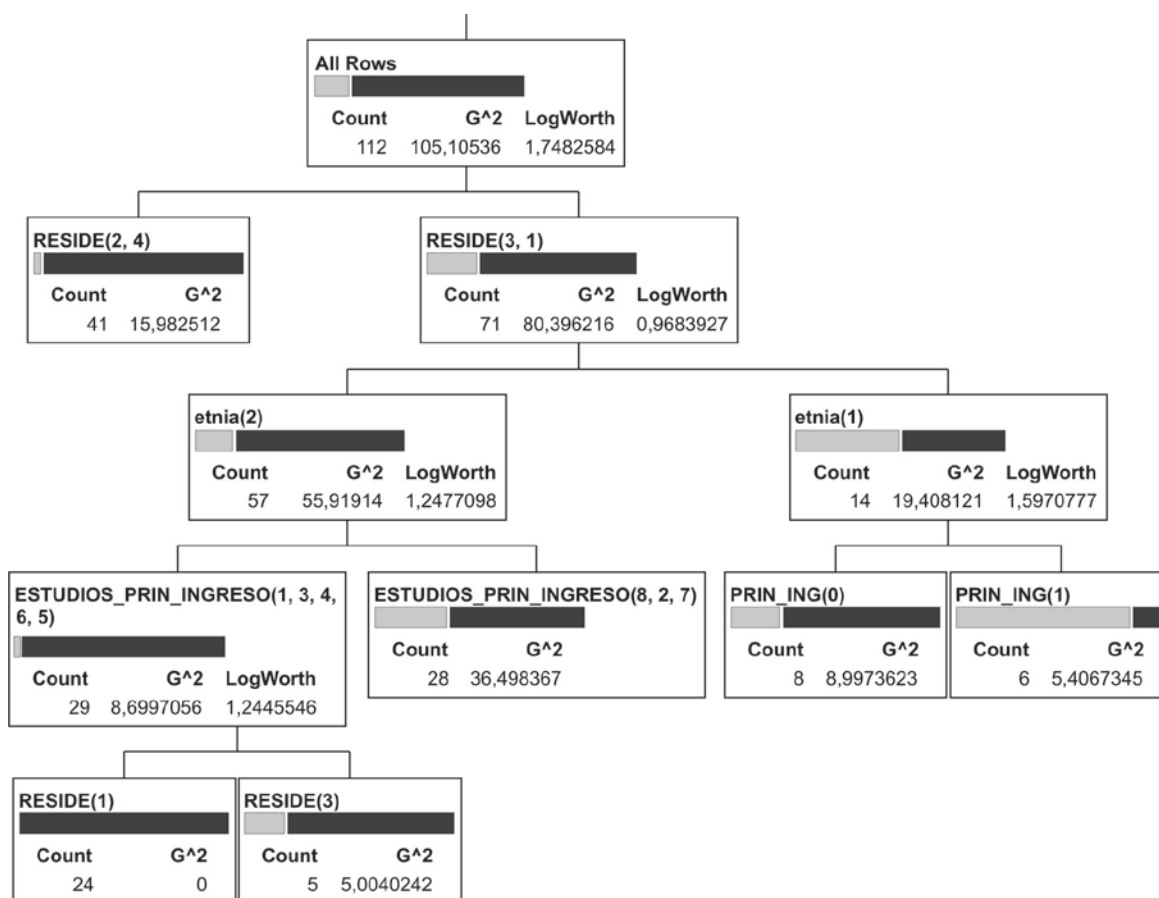 All Rows
Count G^2 LogWorth
112 105,10536 1,7482584
RESIDE(2, 4)
Count G^2
41 15,982512
RESIDE(3, 1)
Count G^2 LogWorth
71 80,396216 0,9683927
etnia(2)
Count G^2 LogWorth
57 55,91914 1,2477098
etnia(1)
Count G^2 LogWorth
14 19,408121 1,5970777
ESTUDIOS_PRIN_INGRESO(1, 3, 4,
6, 5)
Count G^2 LogWorth
29 8,6997056 1,2445546
ESTUDIOS_PRIN_INGRESO(8, 2, 7)
Count G^2
28 36,498367
PRIN_ING(0)
Count G^2
8 8,9973623
PRIN_ING(1)
Count G^2
6 5,4067345
RESIDE(1)
Count G^2
24 0
RESIDE(3)
Count G^2
5 5,0040242